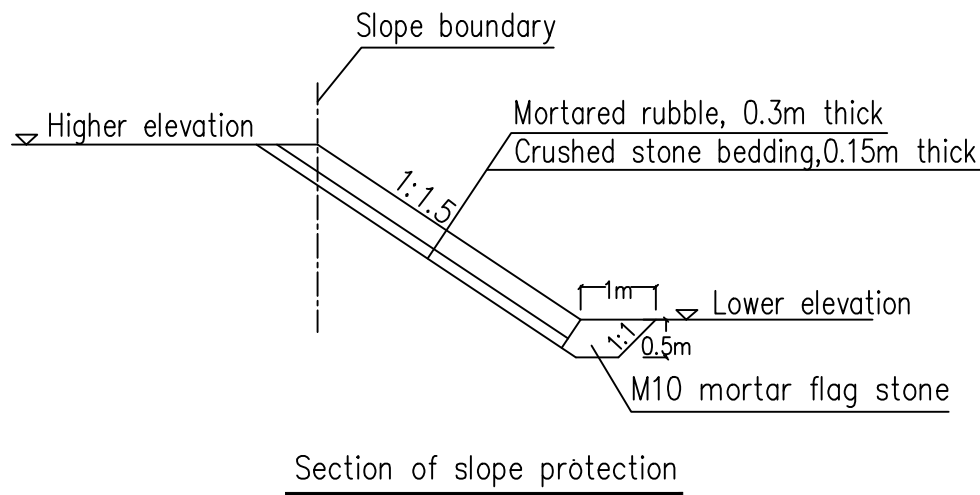 Slope boundary
Higher elevation
Mortared rubble, 0.3m thick
Crushed stone bedding,0.15m thick
1:1.5
1m
Lower elevation
1:1
0.5m
M10 mortar flag stone
Section of slope protection